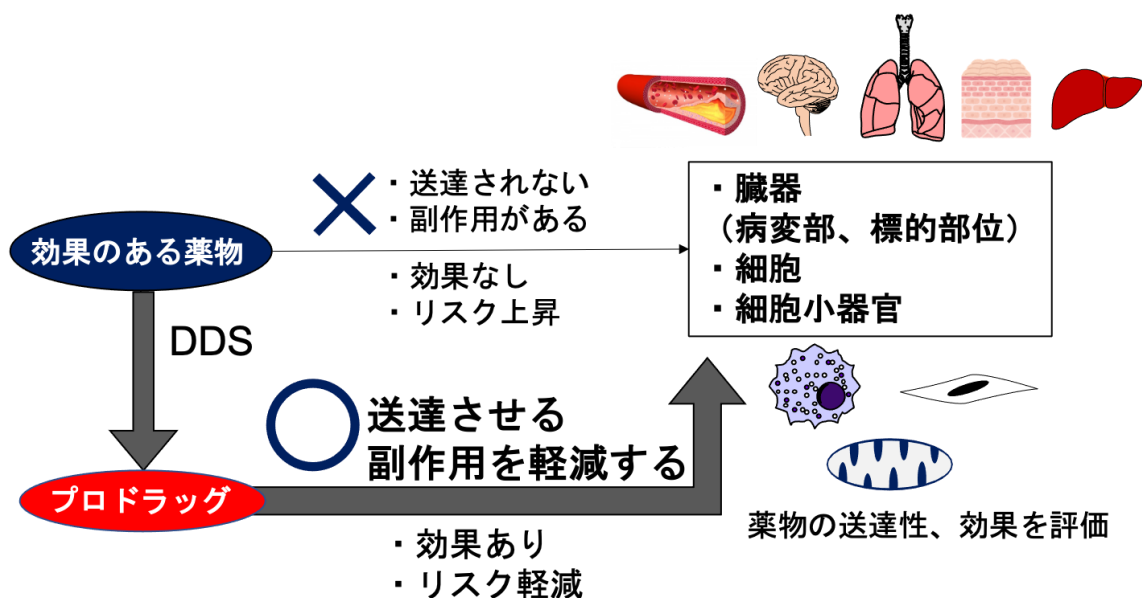 ・送達されない
・副作用がある
効果のある薬物
・効果なし
・リスク上昇
・臓器
（病変部、標的部位）
・細胞
・細胞小器官
DDS
送達させる
副作用を軽減する
プロドラッグ
・効果あり
・リスク軽減
薬物の送達性、効果を評価